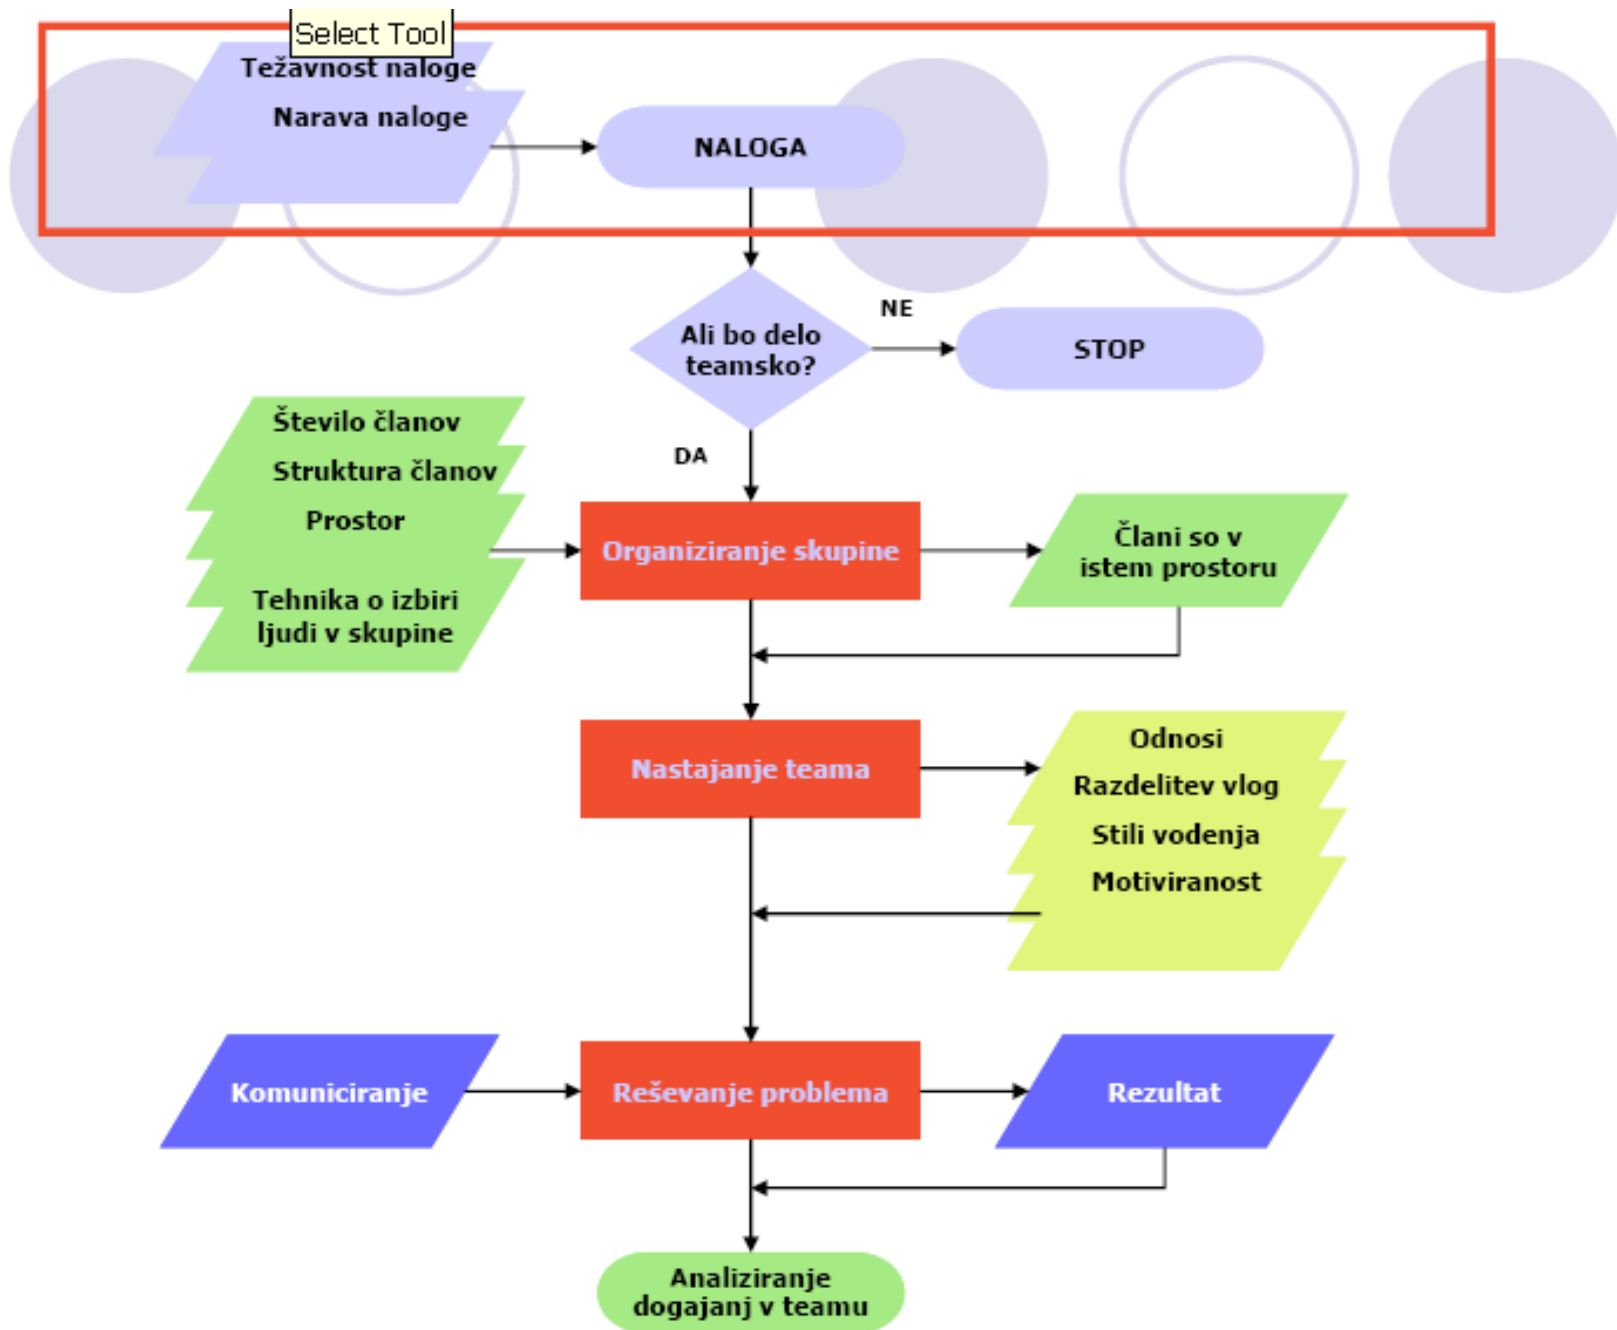 Select Tool
Težavnost naloge
Narava naloge
NALOGA
NE
Ali bo delo
teamsko?
STOP
Število članov
DA
Struktura članov
Prostor
Organiziranje skupine
Člani so v
istem prostoru
Tehnika o izbiri
ljudi v skupine
Nastajanje teama
Odnosi
Razdelitev vlog
Stili vodenja
Motiviranost
Komuniciranje
Reševanje problema
Rezultat
Analiziranje
dogajanj v teamu